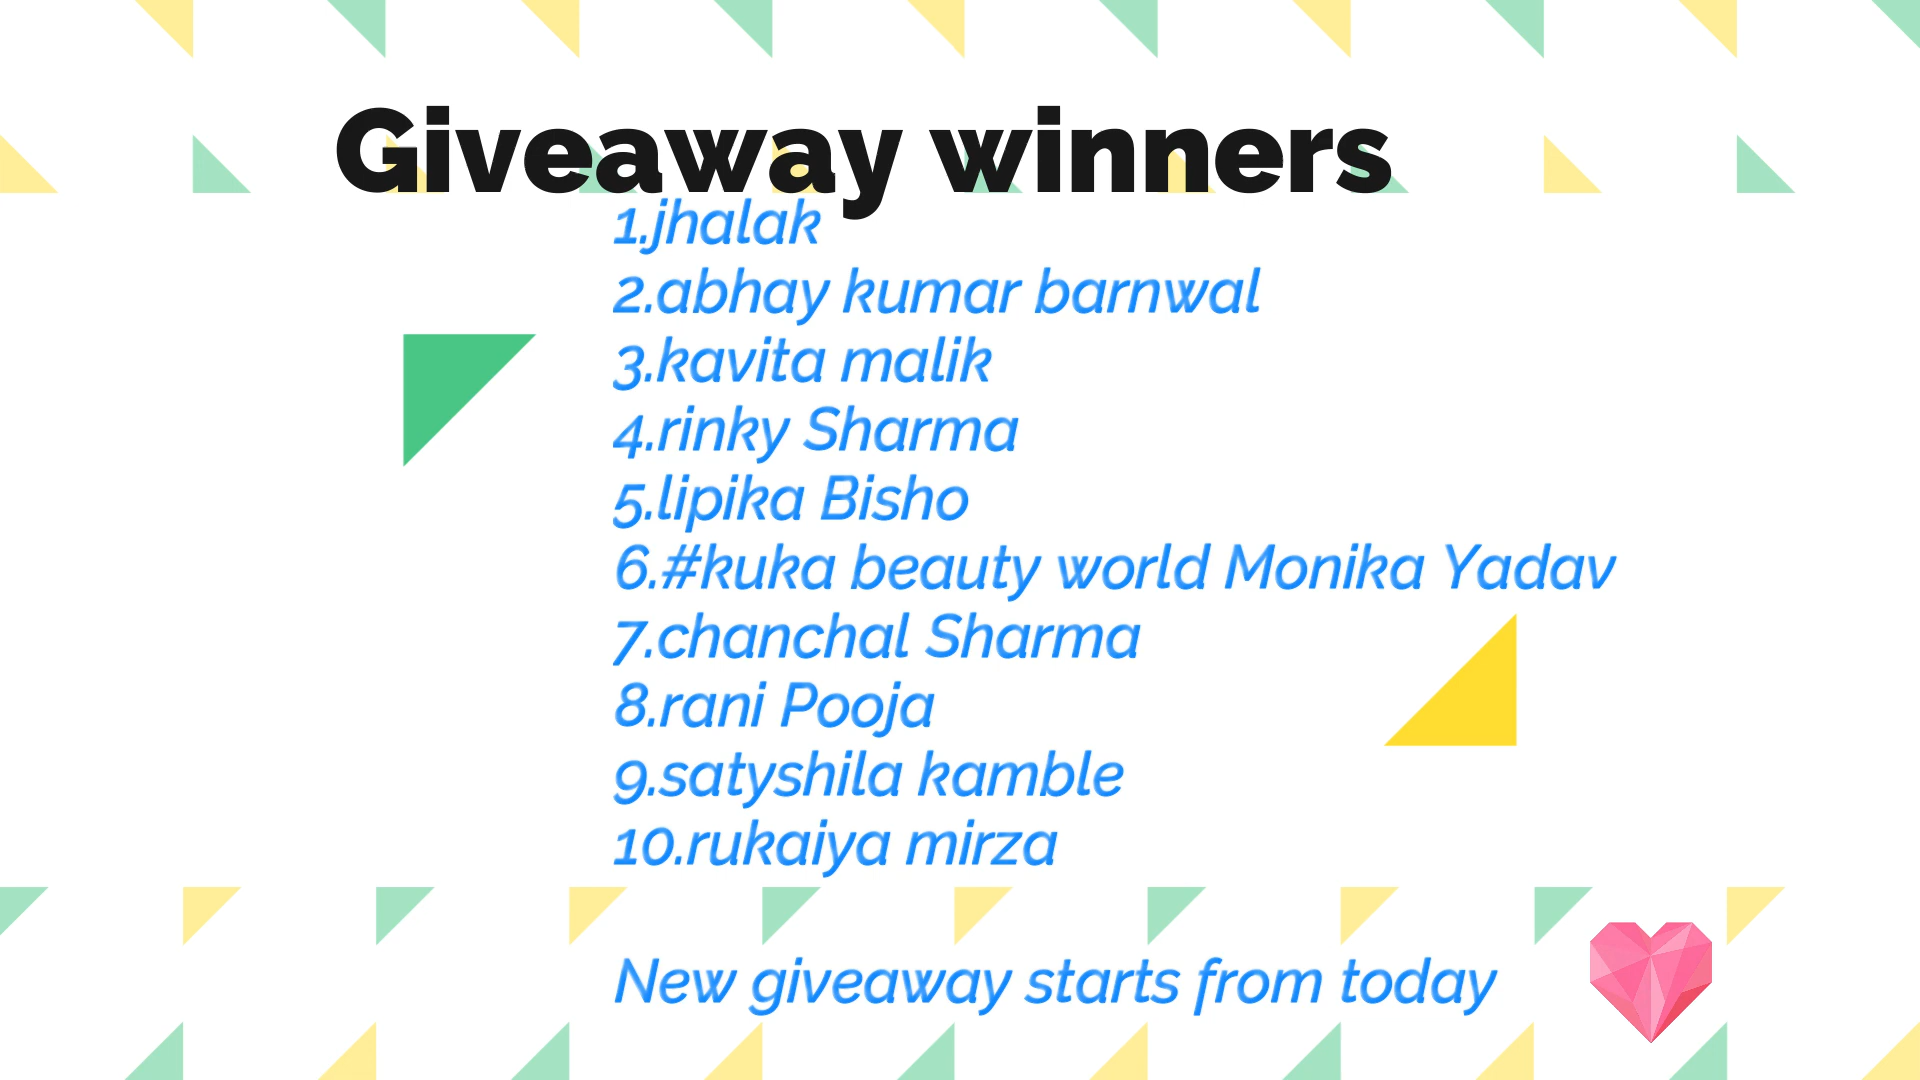 Giveaway winners
1.jhalak
2.abhay kumar barnwal
3.kavita malik
4.rinky Sharma
5.lipika Bisho
6.#kuka beauty world Monika Yadav
7.chanchal Sharma
8.rani Pooja
9.satyshila kamble
10.rukaiya mirza
New giveaway starts from today